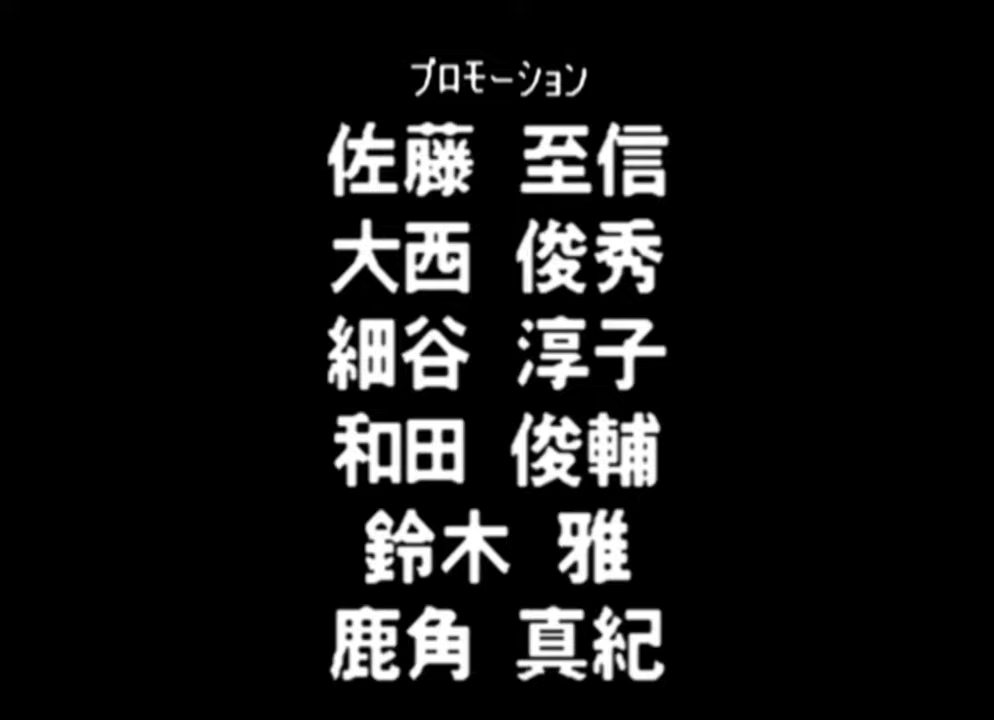 プロモーション
佐藤 至信
大西 俊秀
細谷 淳子
和田 俊輔
鈴木 雅
鹿角 真紀